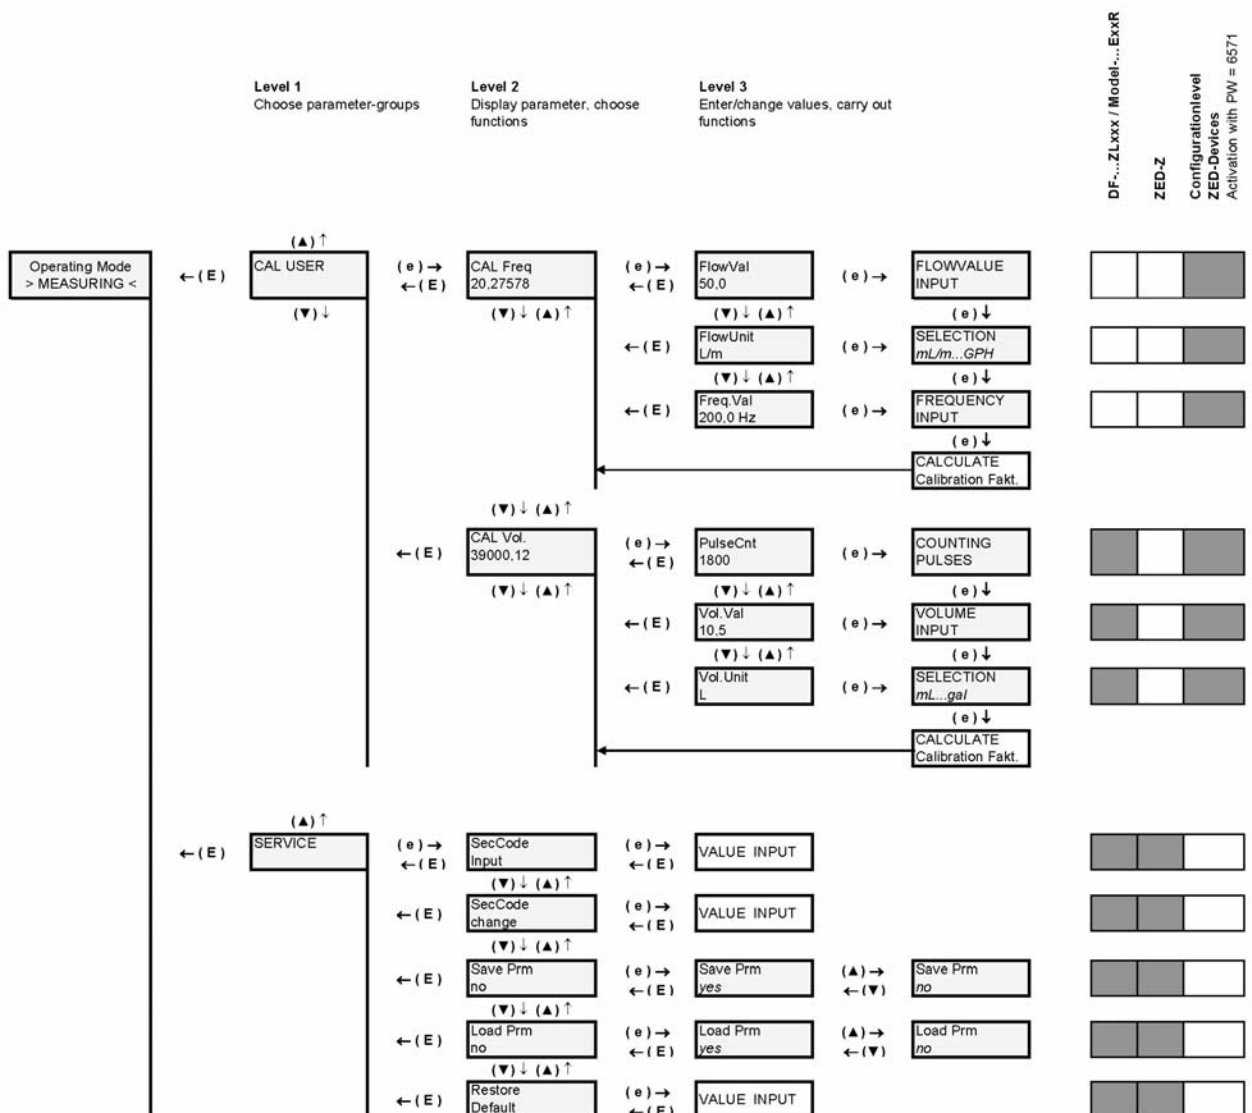 Level 1
Choose parameter-groups
Level 2
Display parameter, choose
functions
Level 3
Enter/change values, carry out
functions
DF-...ZLxxx / Model-... ExxR
ZED-Z
Configurationlevel
ZED-Devices
Activation with PW = 6571
(▲)↑
Operating Mode
> MEASURING <
←(E)
CAL USER
(e)→
←(E)
CAL Freq
20,27578
(e)→
←(E)
FlowVal
50,0
(e)→
FLOWVALUE
INPUT
(▼)↓
(▼)↓ (▲)↑
(▼)↓ (▲)↑
(e)↓
←(E)
FlowUnit
L/m
(e)→
SELECTION
mL/m...GPH
(▼)↓ (▲)↑
(e)↓
←(E)
Freq.Val
200,0 Hz
(e)→
FREQUENCY
INPUT
(e)↓
CALCULATE
Calibration Fakt.
(▼)↓ (▲)↑
←(E)
CAL Vol.
39000,12
(e)→
←(E)
PulseCnt
1800
(e)→
COUNTING
PULSES
(▼)↓ (▲)↑
(▼)↓ (▲)↑
(e)↓
←(E)
Vol.Val
10,5
(e)→
VOLUME
INPUT
(▼)↓ (▲)↑
(e)↓
←(E)
Vol.Unit
L
(e)→
SELECTION
mL...gal
(e)↓
CALCULATE
Calibration Fakt.
(▲)↑
←(E)
SERVICE
(e)→
←(E)
SecCode
Input
(e)→
←(E)
VALUE INPUT
(▼)↓ (▲)↑
←(E)
SecCode
change
(e)→
←(E)
VALUE INPUT
(▼)↓ (▲)↑
←(E)
Save Prm
no
(e)→
←(E)
Save Prm
yes
(▲)→
←(▼)
Save Prm
no
(▼)↓ (▲)↑
←(E)
Load Prm
no
(e)→
←(E)
Load Prm
yes
(▲)→
←(▼)
Load Prm
no
(▼)↓ (▲)↑
←(E)
Restore
Default
(e)→
←(E)
VALUE INPUT